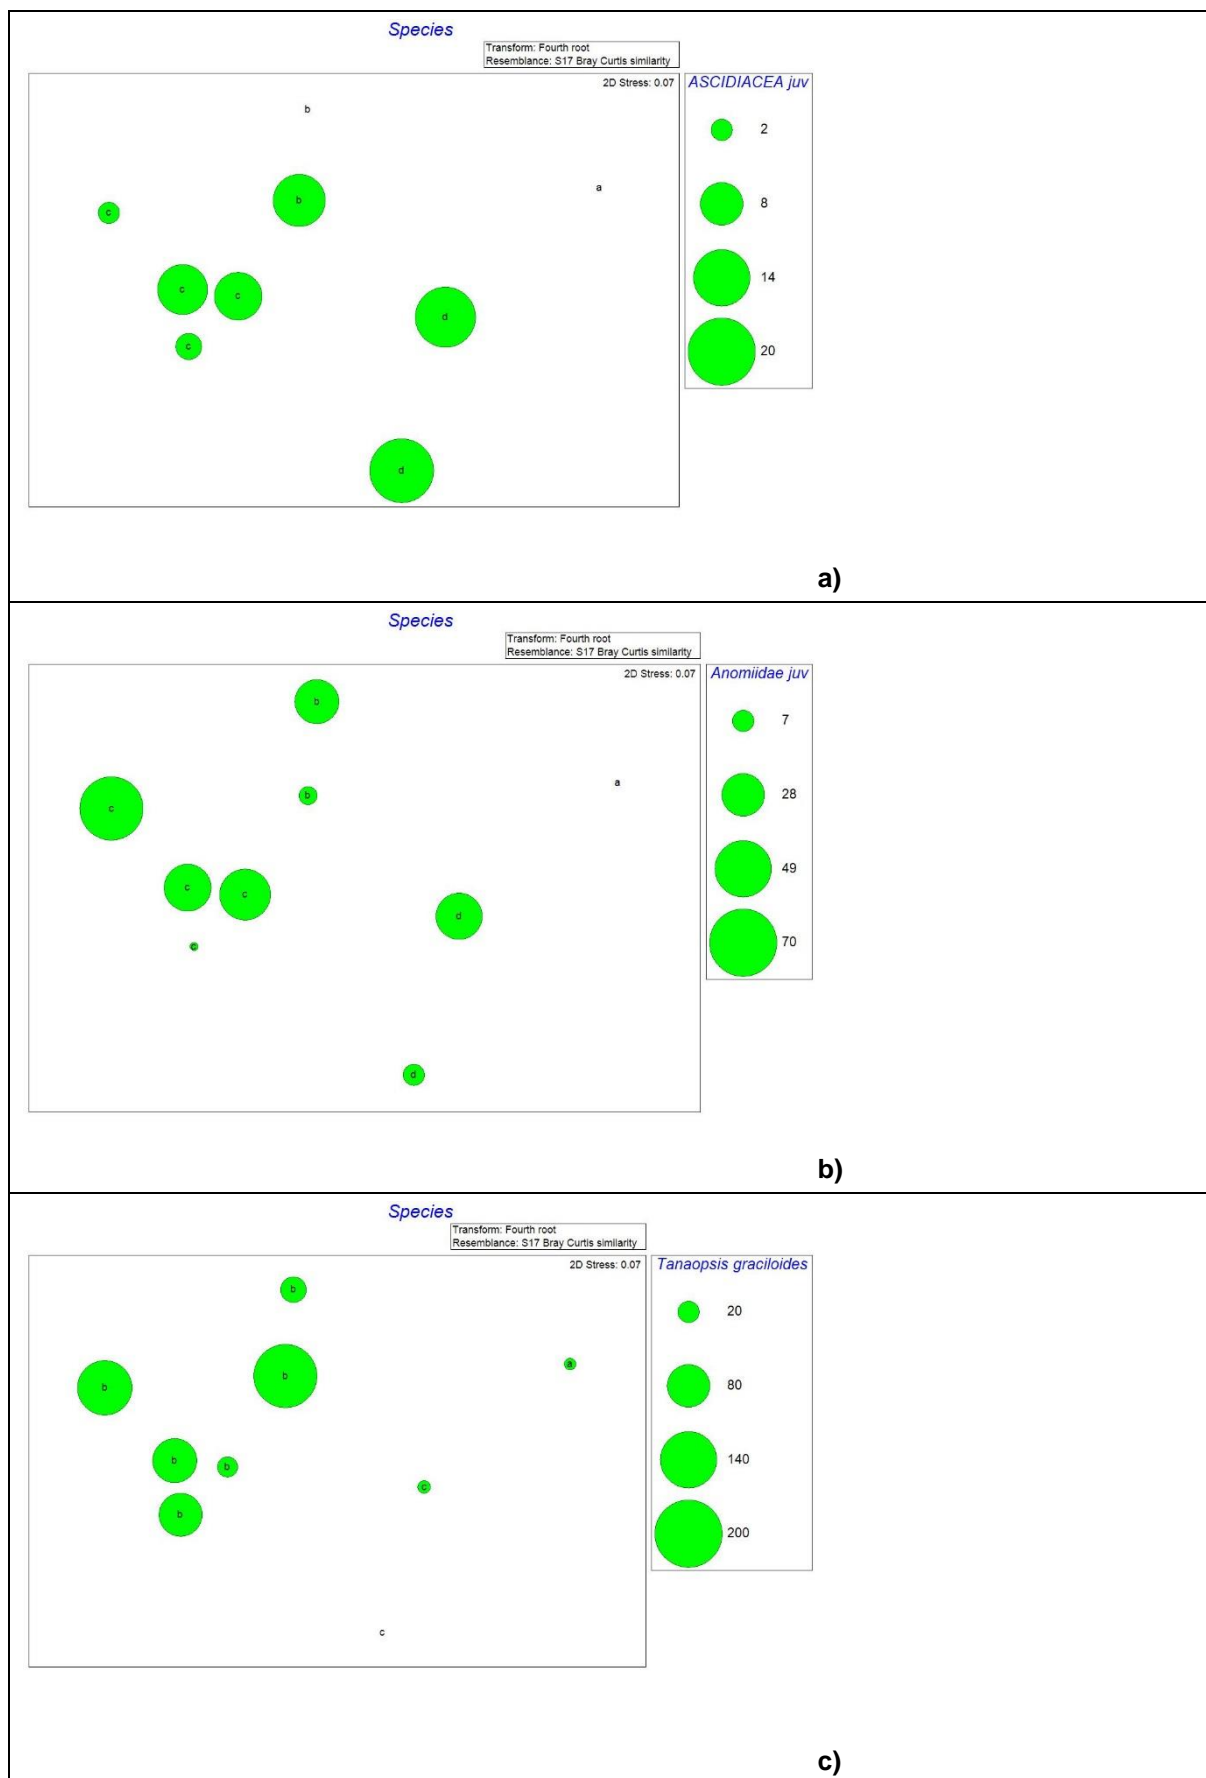 Species
Transform: Fourth root
Resemblance: S17 Bray Curtis similarity
2D Stress: 0.07
ASCIDIACEA juv
2
8
14
20
b
a
b
c
c
c
d
c
d
a)
Species
Transform: Fourth root
Resemblance: S17 Bray Curtis similarity
2D Stress: 0.07
Anomiidae juv
7
28
49
70
b
a
b
c
c
c
d
c
d
b)
Species
Transform: Fourth root
Resemblance: S17 Bray Curtis similarity
2D Stress: 0.07
Tanaopsis graciloides
20
80
140
200
b
a
b
b
b
b
c
b
c
c)